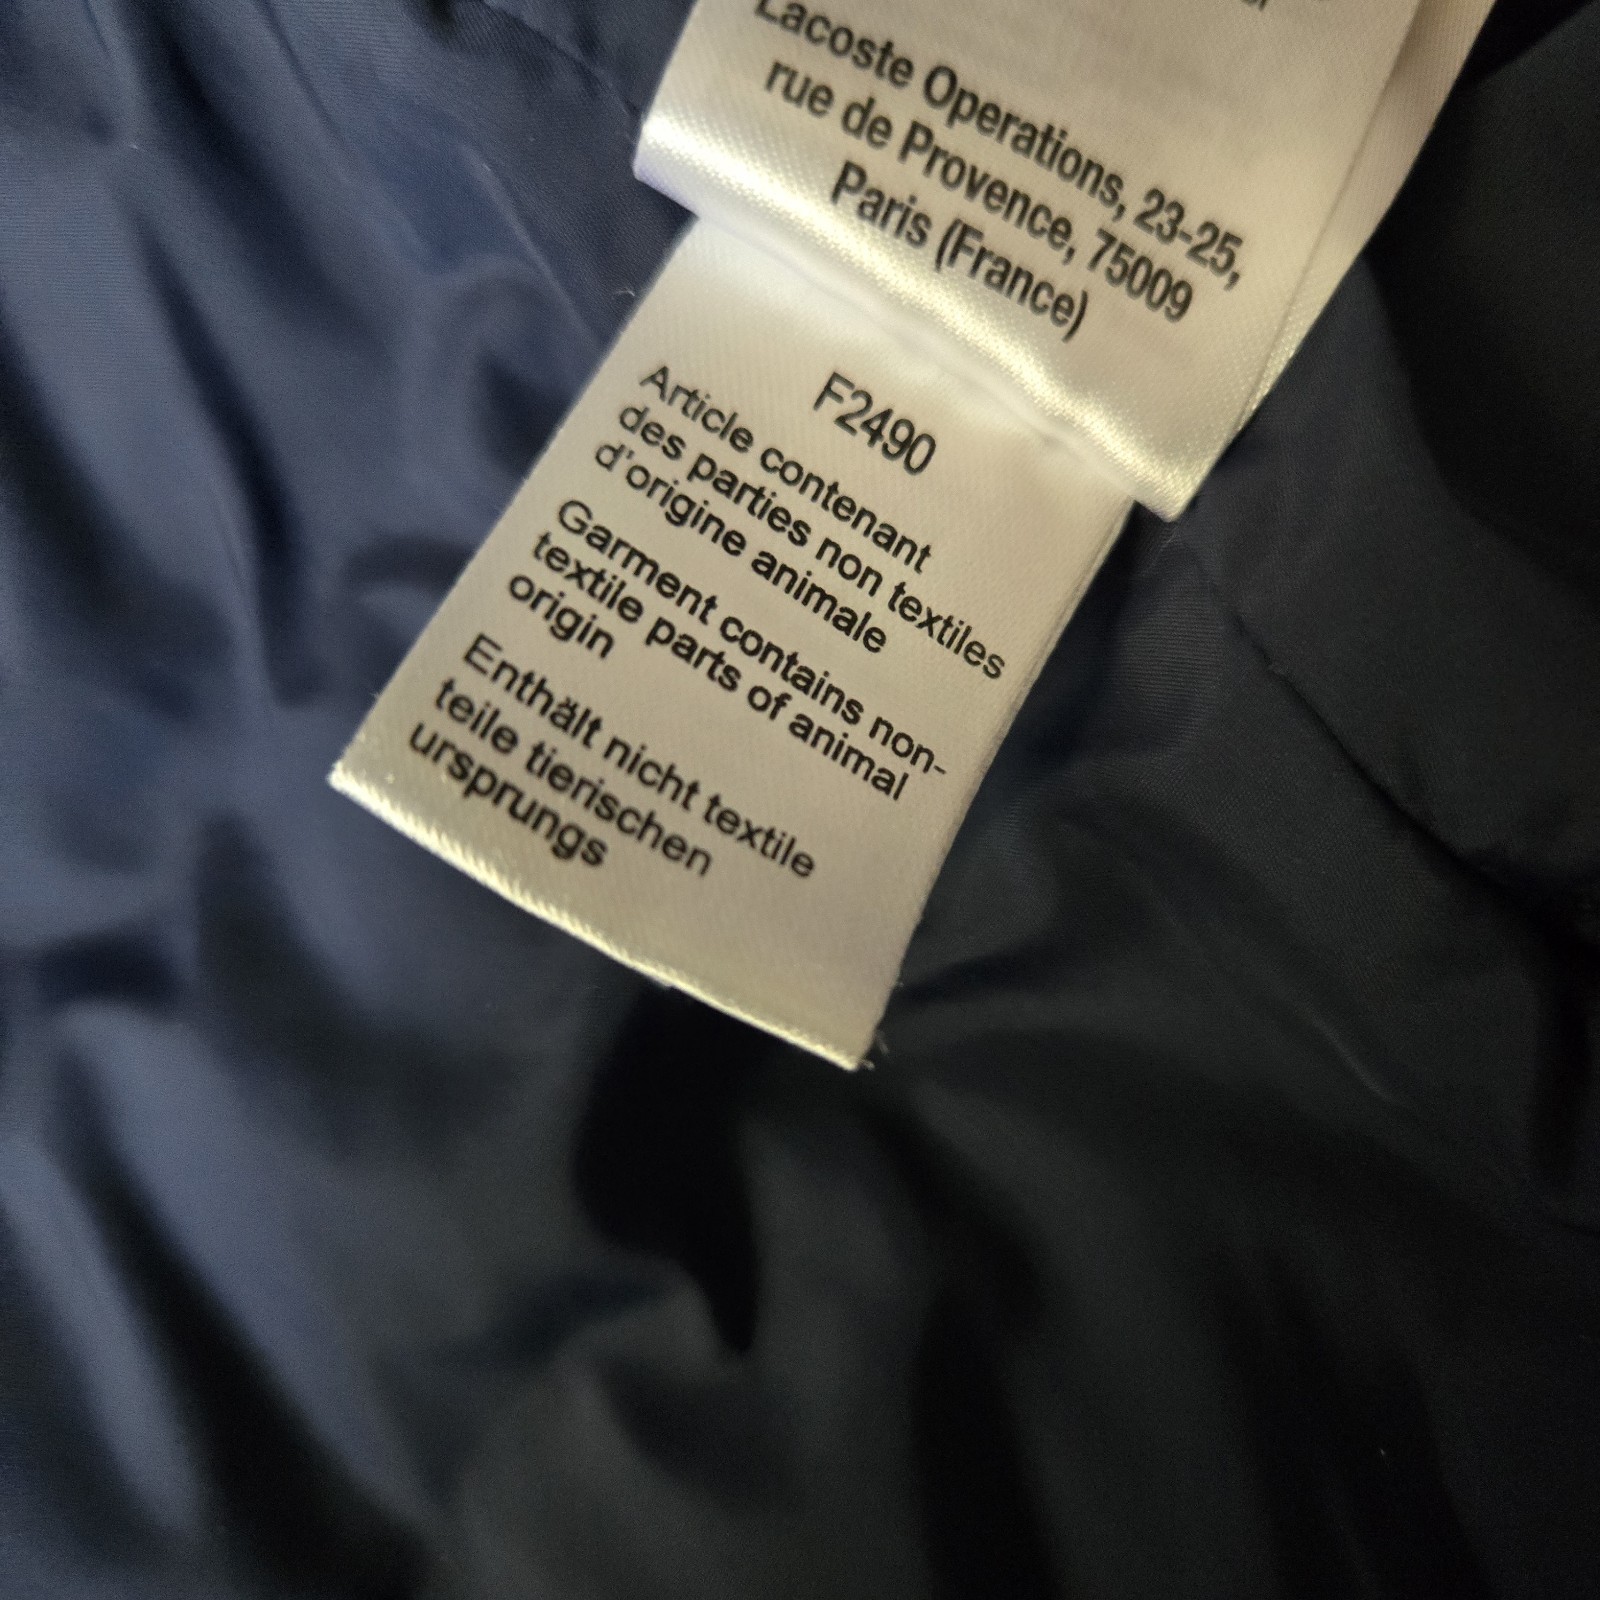 Lacoste Operations, 23-25,
rue de Provence, 75009
Paris (France)
F2490
Article contenant
des parties non textiles
d'origine animale
Garment contains non-
textile parts of animal
origin
Enthält nicht textile
teile tierischen
ursprungs